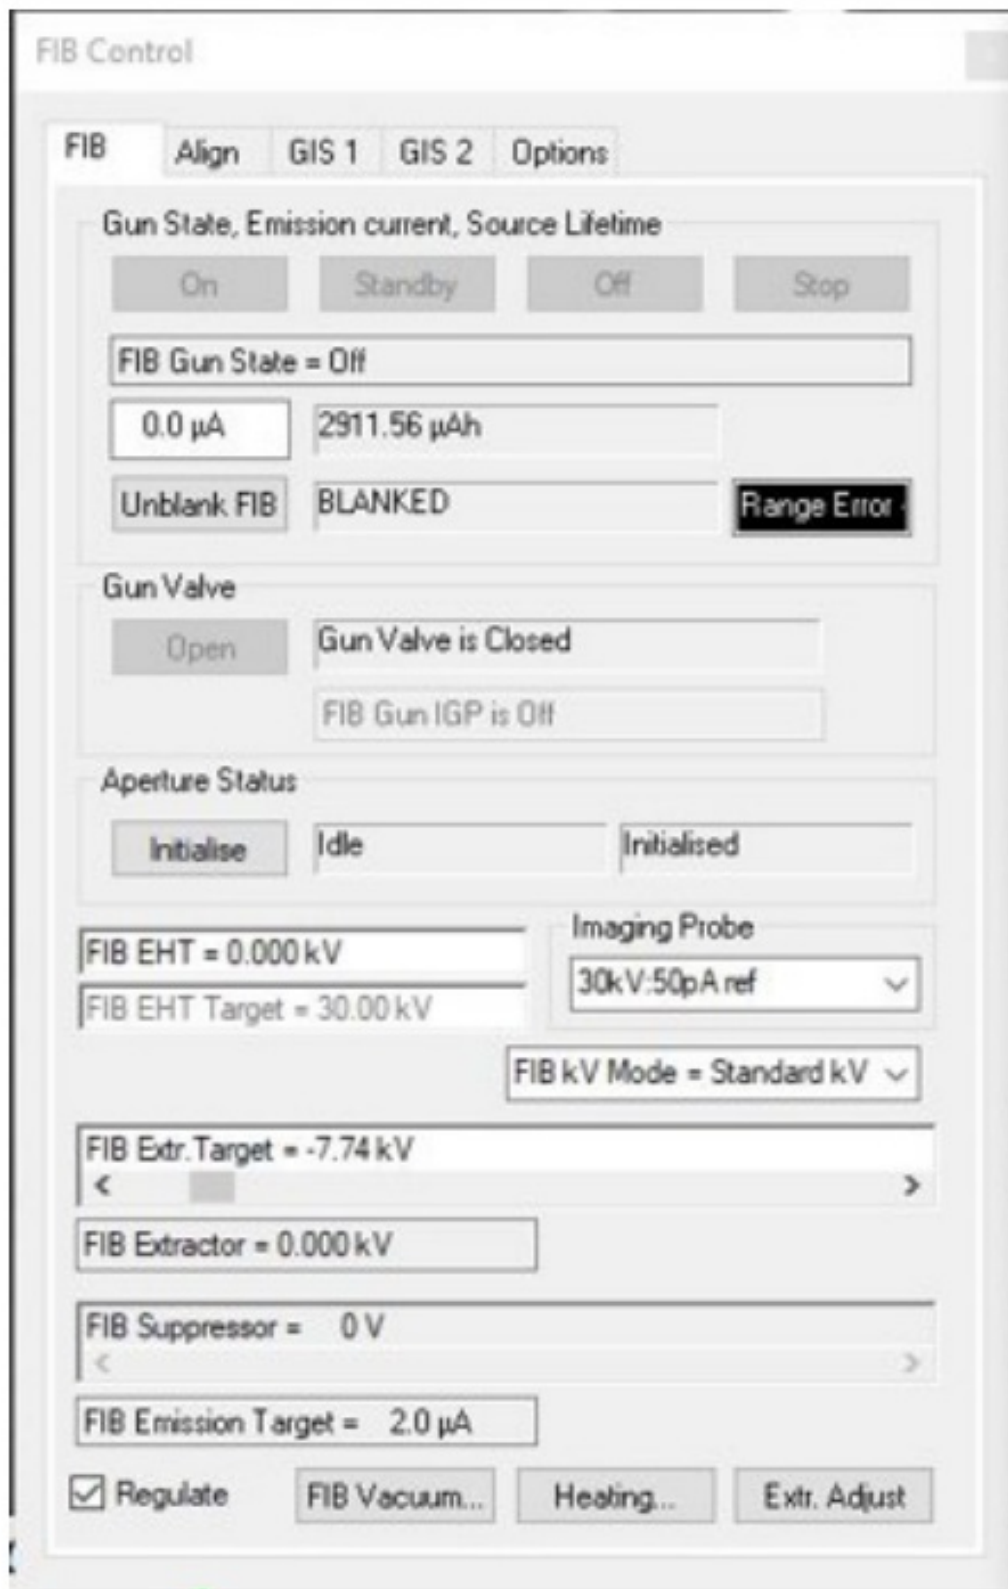 FIB Control
FIB Align GIS 1 GIS 2 Options
Gun State, Emission current, Source Lifetime
On Standby Off Stop
FIB Gun State = Off
0.0 µA 2911.56 µAh
Unblank FIB BLANKED Range Error -
Gun Valve
Open Gun Valve is Closed
FIB Gun IGP is Off
Aperture Status
Initialise Idle Initialised
Imaging Probe
FIB EHT = 0.000 kV
30kV:50pA ref
FIB EHT Target = 30.00 kV
FIB kV Mode = Standard kV
FIB Extr.Target = -7.74 kV
FIB Extractor = 0.000 kV
FIB Suppressor = 0 V
FIB Emission Target = 2.0 µA
Regulate FIB Vacuum... Heating... Extr. Adjust